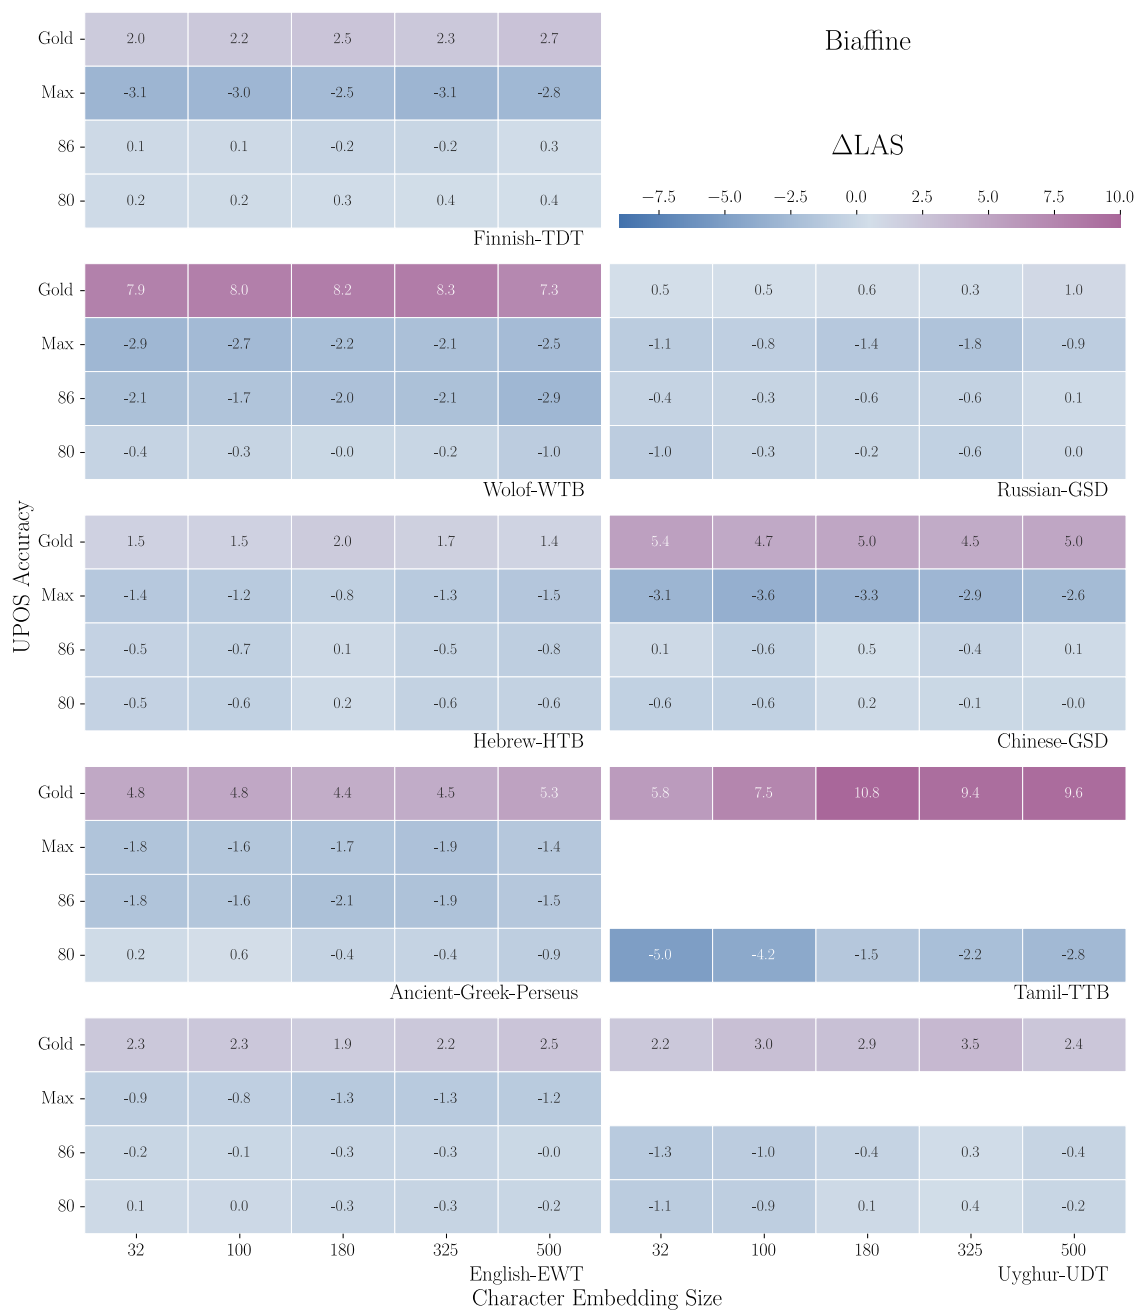 Biaffine
ΔLAS
−7.5 −5.0 −2.5 0.0 2.5 5.0 7.5 10.0
UPOS Accuracy
Gold 2.0 2.2 2.5 2.3 2.7
Max -3.1 -3.0 -2.5 -3.1 -2.8
86 0.1 0.1 -0.2 -0.2 0.3
80 0.2 0.2 0.3 0.4 0.4
Finnish-TDT
Gold 7.9 8.0 8.2 8.3 7.3
Max -2.9 -2.7 -2.2 -2.1 -2.5
86 -2.1 -1.7 -2.0 -2.1 -2.9
80 -0.4 -0.3 -0.0 -0.2 -1.0
Wolof-WTB
0.5 0.5 0.6 0.3 1.0
-1.1 -0.8 -1.4 -1.8 -0.9
-0.4 -0.3 -0.6 -0.6 0.1
-1.0 -0.3 -0.2 -0.6 0.0
Russian-GSD
Gold 1.5 1.5 2.0 1.7 1.4
Max -1.4 -1.2 -0.8 -1.3 -1.5
86 -0.5 -0.7 0.1 -0.5 -0.8
80 -0.5 -0.6 0.2 -0.6 -0.6
Hebrew-HTB
5.4 4.7 5.0 4.5 5.0
-3.1 -3.6 -3.3 -2.9 -2.6
0.1 -0.6 0.5 -0.4 0.1
-0.6 -0.6 0.2 -0.1 -0.0
Chinese-GSD
Gold 4.8 4.8 4.4 4.5 5.3
Max -1.8 -1.6 -1.7 -1.9 -1.4
86 -1.8 -1.6 -2.1 -1.9 -1.5
80 0.2 0.6 -0.4 -0.4 -0.9
Ancient-Greek-Perseus
5.8 7.5 10.8 9.4 9.6
-5.0 -4.2 -1.5 -2.2 -2.8
Tamil-TTB
Gold 2.3 2.3 1.9 2.2 2.5
Max -0.9 -0.8 -1.3 -1.3 -1.2
86 -0.2 -0.1 -0.3 -0.3 -0.0
80 0.1 0.0 -0.3 -0.3 -0.2
32 100 180 325 500
English-EWT
2.2 3.0 2.9 3.5 2.4
-1.3 -1.0 -0.4 0.3 -0.4
-1.1 -0.9 0.1 0.4 -0.2
32 100 180 325 500
Uyghur-UDT
Character Embedding Size